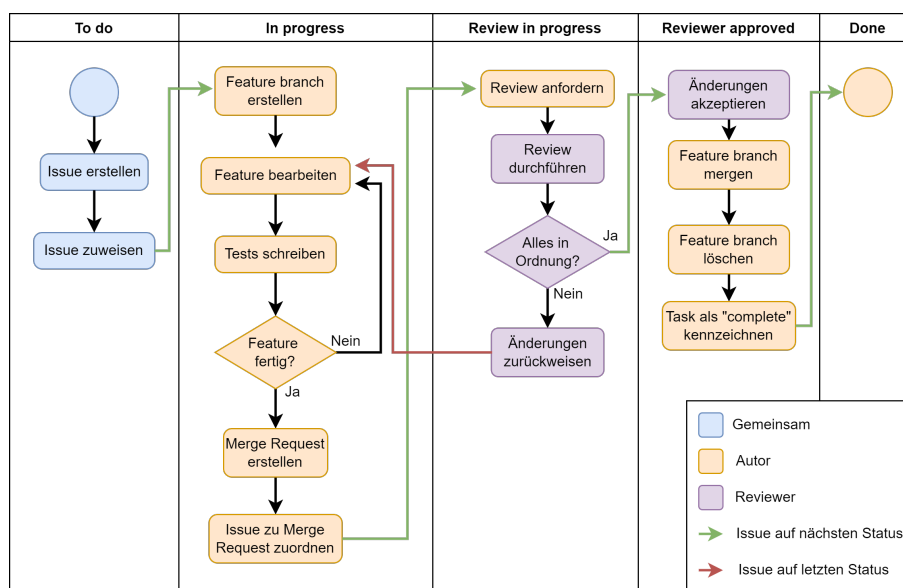 To do
In progress
Review in progress
Reviewer approved
Done
Issue erstellen
Issue zuweisen
Feature branch
erstellen
Feature bearbeiten
Tests schreiben
Feature
fertig?
Nein
Ja
Merge Request
erstellen
Issue zu Merge
Request zuordnen
Review anfordern
Review
durchführen
Alles in
Ordnung?
Ja
Nein
Änderungen
zurückweisen
Änderungen
akzeptieren
Feature branch
mergen
Feature branch
löschen
Task als "complete"
kennzeichnen
Gemeinsam
Autor
Reviewer
Issue auf nächsten Status
Issue auf letzten Status